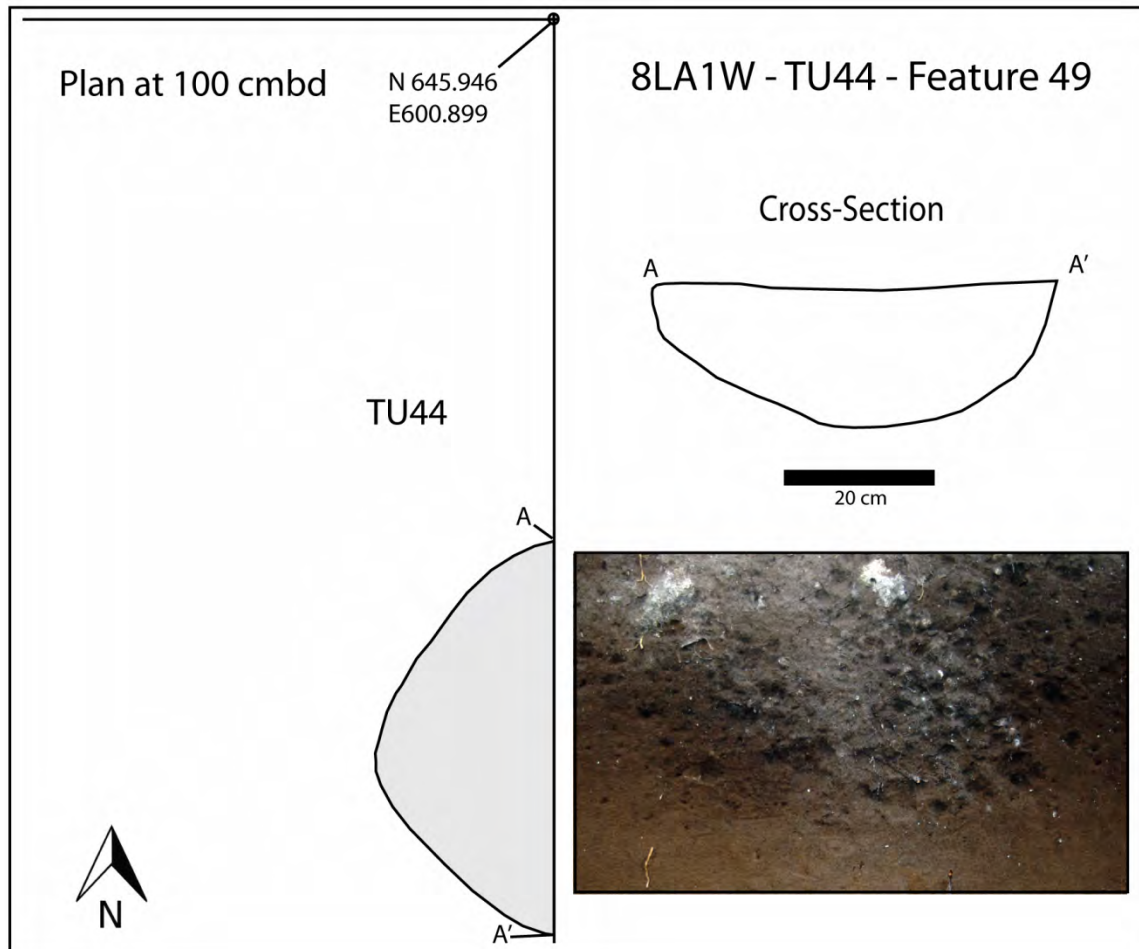 Plan at 100 cmbd
N 645.946
E600.899
TU44
A
A'
N
8LA1W - TU44 - Feature 49
Cross-Section
A
A'
20 cm